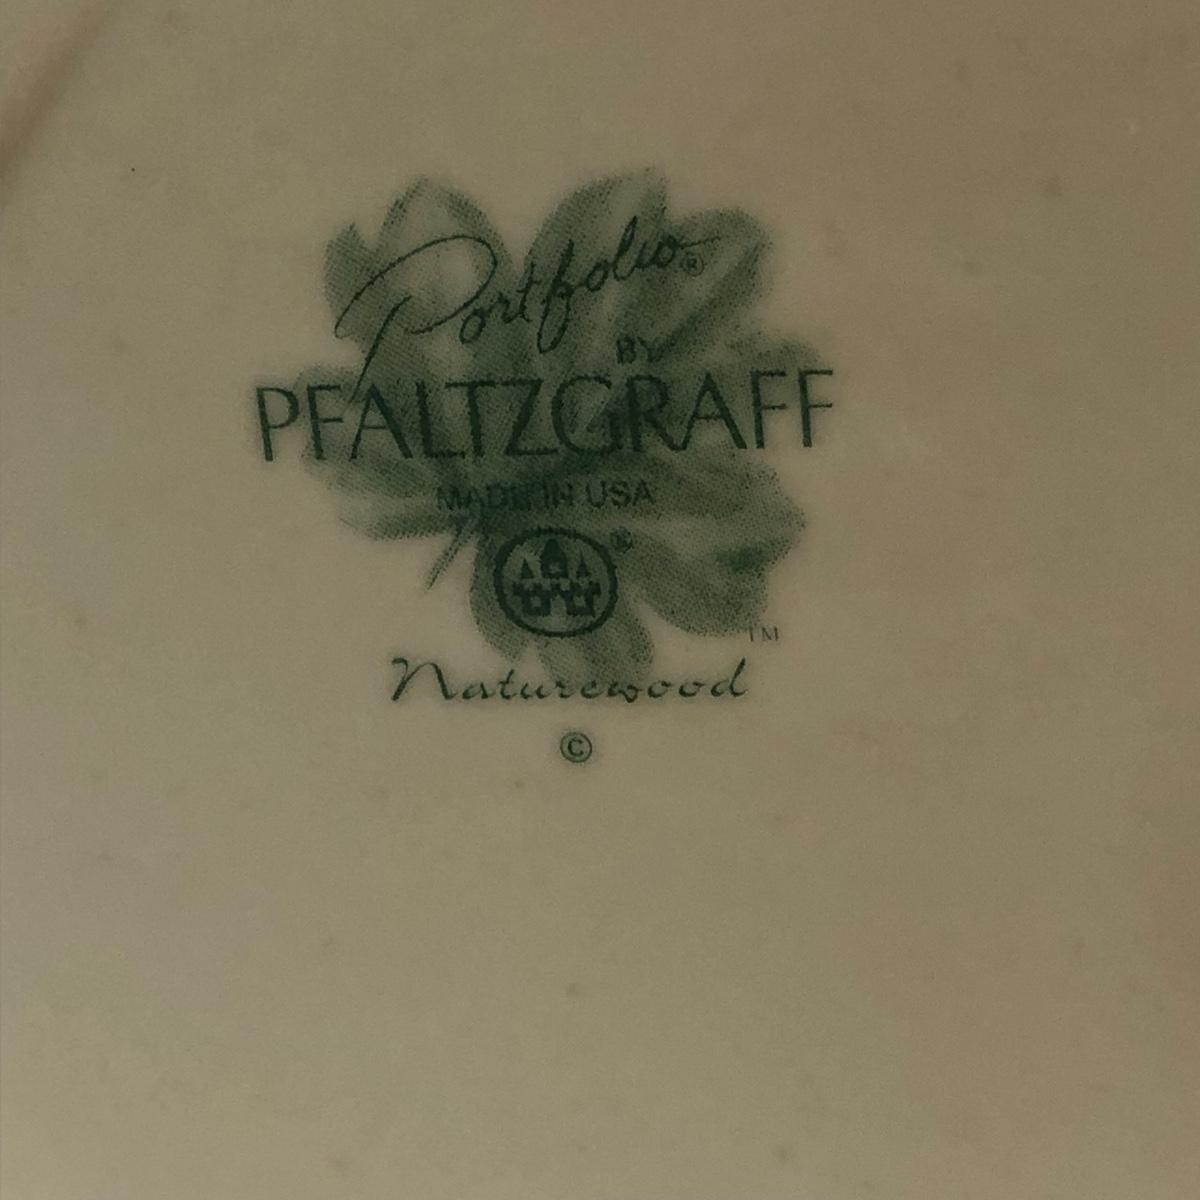 Portfolio®
BY
PFALTZGRAFF
MADE IN USA
®
TM
Naturewood
©